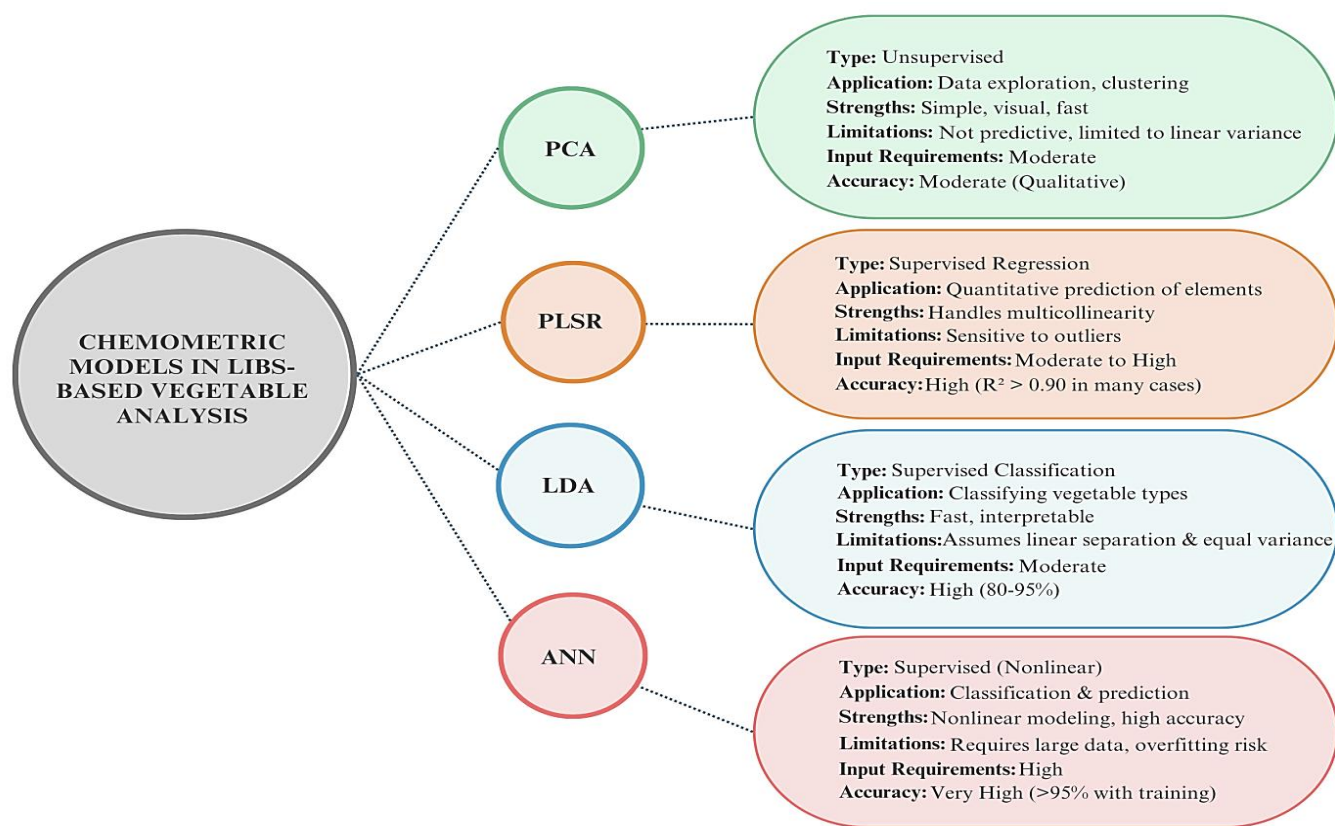 CHEMOMETRIC
MODELS IN LIBS-
BASED VEGETABLE
ANALYSIS
PCA
Type: Unsupervised
Application: Data exploration, clustering
Strengths: Simple, visual, fast
Limitations: Not predictive, limited to linear variance
Input Requirements: Moderate
Accuracy: Moderate (Qualitative)
PLSR
Type: Supervised Regression
Application: Quantitative prediction of elements
Strengths: Handles multicollinearity
Limitations: Sensitive to outliers
Input Requirements: Moderate to High
Accuracy: High (R² > 0.90 in many cases)
LDA
Type: Supervised Classification
Application: Classifying vegetable types
Strengths: Fast, interpretable
Limitations:Assumes linear separation & equal variance
Input Requirements: Moderate
Accuracy: High (80-95%)
ANN
Type: Supervised (Nonlinear)
Application: Classification & prediction
Strengths: Nonlinear modeling, high accuracy
Limitations: Requires large data, overfitting risk
Input Requirements: High
Accuracy: Very High (>95% with training)